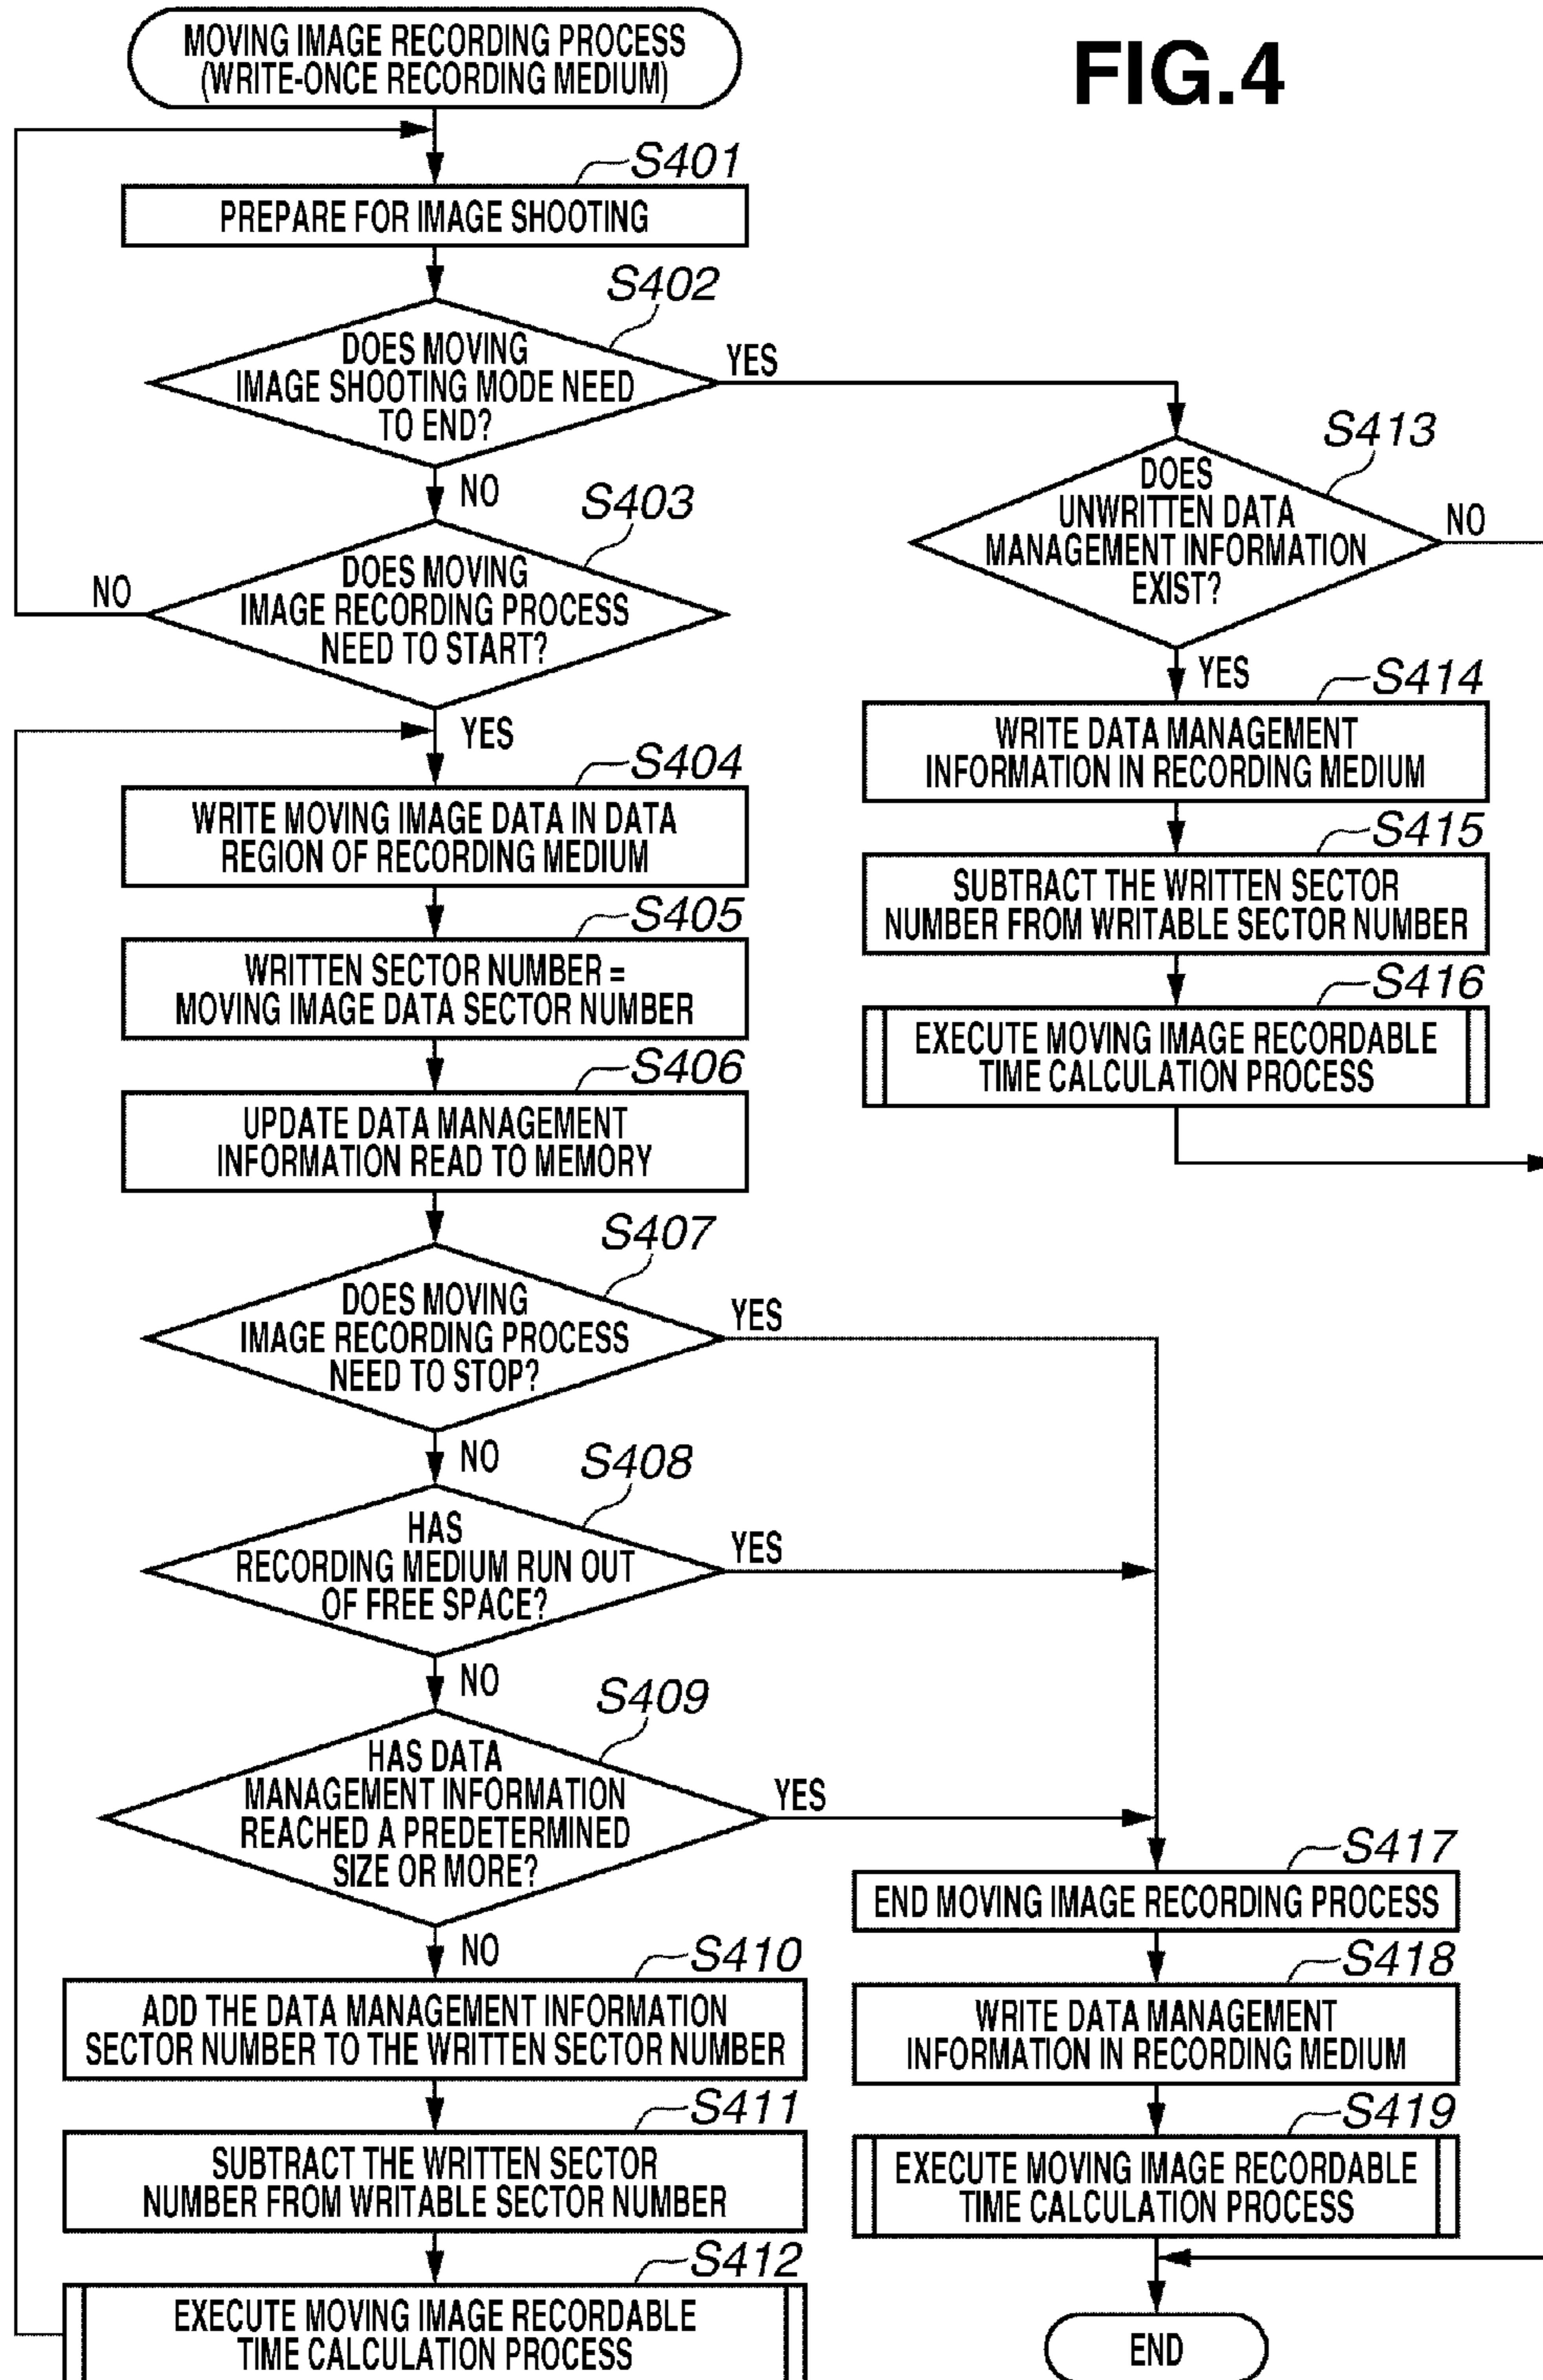 FIG.4
MOVING IMAGE RECORDING PROCESS
(WRITE-ONCE RECORDING MEDIUM)
S401
PREPARE FOR IMAGE SHOOTING
S402
DOES MOVING
IMAGE SHOOTING MODE NEED
TO END?
YES
NO
S403
DOES MOVING
IMAGE RECORDING PROCESS
NEED TO START?
NO
YES
S404
WRITE MOVING IMAGE DATA IN DATA
REGION OF RECORDING MEDIUM
S405
WRITTEN SECTOR NUMBER =
MOVING IMAGE DATA SECTOR NUMBER
S406
UPDATE DATA MANAGEMENT
INFORMATION READ TO MEMORY
S407
DOES MOVING
IMAGE RECORDING PROCESS
NEED TO STOP?
YES
NO
S408
HAS
RECORDING MEDIUM RUN OUT
OF FREE SPACE?
YES
NO
S409
HAS DATA
MANAGEMENT INFORMATION
REACHED A PREDETERMINED
SIZE OR MORE?
YES
NO
S410
ADD THE DATA MANAGEMENT INFORMATION
SECTOR NUMBER TO THE WRITTEN SECTOR NUMBER
S411
SUBTRACT THE WRITTEN SECTOR
NUMBER FROM WRITABLE SECTOR NUMBER
S412
EXECUTE MOVING IMAGE RECORDABLE
TIME CALCULATION PROCESS
S413
DOES
UNWRITTEN DATA
MANAGEMENT INFORMATION
EXIST?
NO
YES
S414
WRITE DATA MANAGEMENT
INFORMATION IN RECORDING MEDIUM
S415
SUBTRACT THE WRITTEN SECTOR
NUMBER FROM WRITABLE SECTOR NUMBER
S416
EXECUTE MOVING IMAGE RECORDABLE
TIME CALCULATION PROCESS
S417
END MOVING IMAGE RECORDING PROCESS
S418
WRITE DATA MANAGEMENT
INFORMATION IN RECORDING MEDIUM
S419
EXECUTE MOVING IMAGE RECORDABLE
TIME CALCULATION PROCESS
END